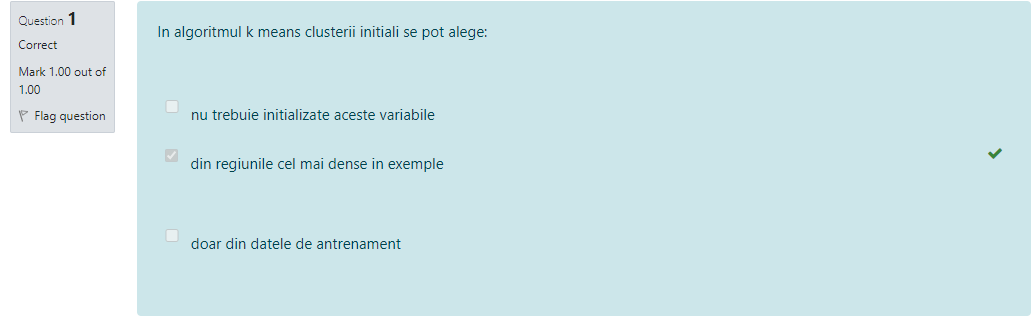 Question 1
Correct
Mark 1.00 out of
1.00
Flag question
In algoritmul k means clusterii initiali se pot alege:
nu trebuie initializate aceste variabile
din regiunile cel mai dense in exemple
doar din datele de antrenament